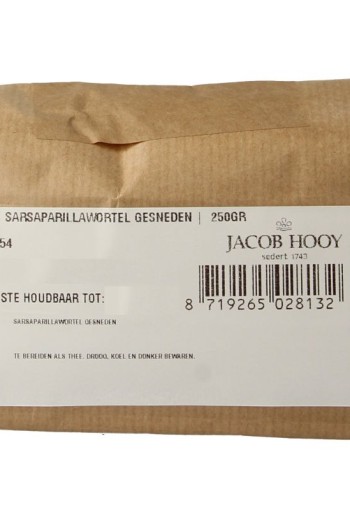 SARSAPARILLAWORTEL GESNEDEN | 250GR
54
JACOB HOOY
sedert 1743
STE HOUDBAAR TOT:
8 719265 028132
SARSAPARILLAWORTEL GESNEDEN
TE BEREIDEN ALS THEE. DROOG, KOEL EN DONKER BEWAREN.